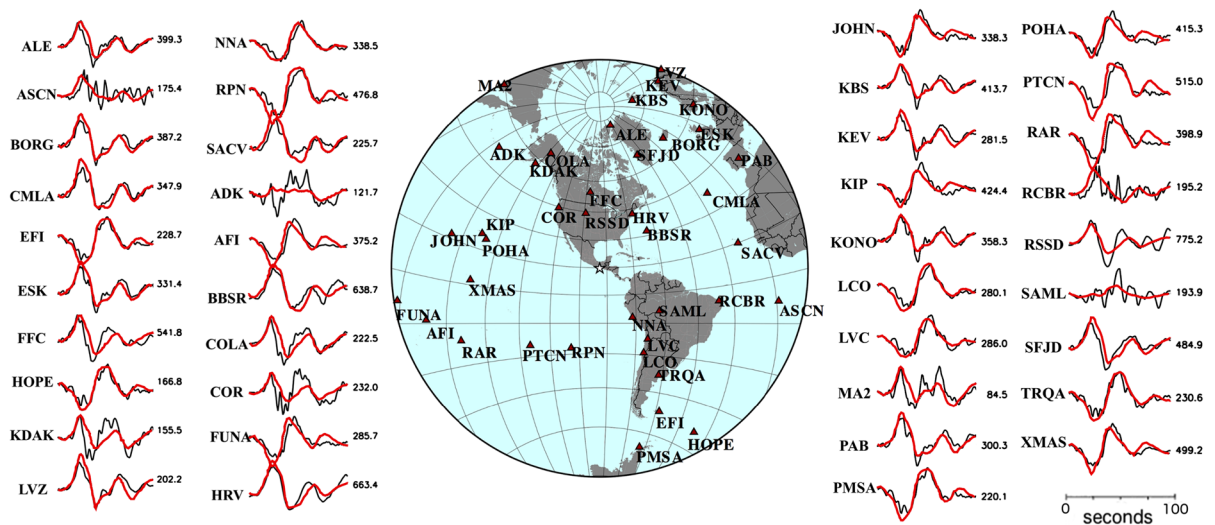 ALE 399.3
ASCN 175.4
BORG 387.2
CMLA 347.9
EFI 228.7
ESK 331.4
FFC 541.8
HOPE 166.8
KDAK 155.5
LVZ 202.2
NNA 338.5
RPN 476.8
SACV 225.7
ADK 121.7
AFI 375.2
BBSR 638.7
COLA 222.5
COR 232.0
FUNA 285.7
HRV 663.4
LVZ
MA2 KEV
KBS KONO
ALE ESK
BORG
ADK COLA SFJD PAB
KDAK
FFC CMLA
COR RSSD HRV
KIP BBSR
JOHN POHA SACV
XMAS
FUNA SAML RCBR ASCN
NNA
AFI
RAR PTCN RPN LVC
LCO
TRQA
EFI
HOPE
PMSA
JOHN 338.3
KBS 413.7
KEV 281.5
KIP 424.4
KONO 358.3
LCO 280.1
LVC 286.0
MA2 84.5
PAB 300.3
PMSA 220.1
POHA 415.3
PTCN 515.0
RAR 398.9
RCBR 195.2
RSSD 775.2
SAML 193.9
SFJD 484.9
TRQA 230.6
XMAS 499.2
0 100
seconds